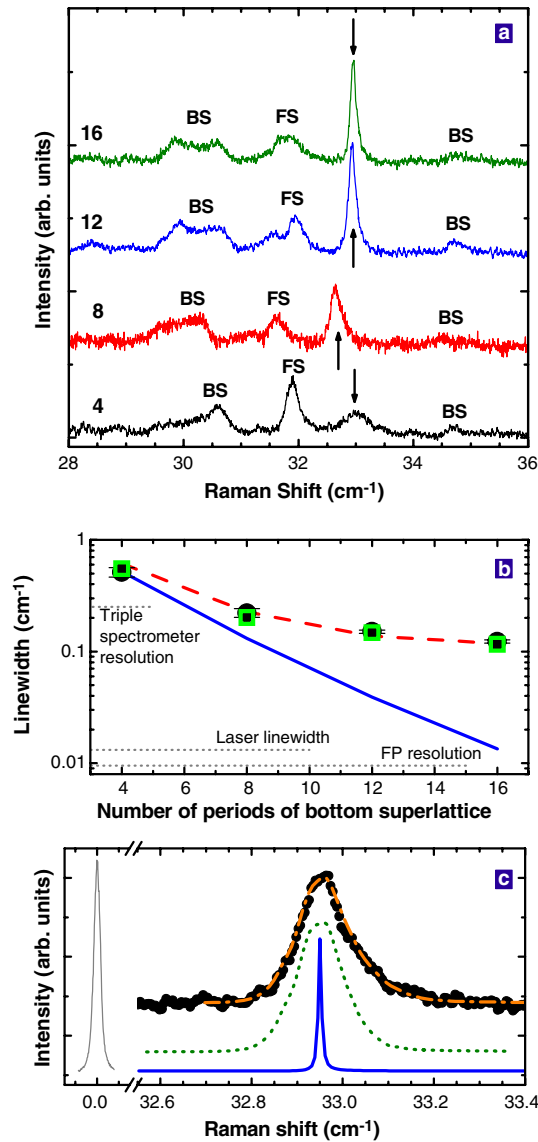 a
Intensity (arb. units)
16
BS
FS
BS
12
BS
FS
BS
8
BS
FS
BS
4
BS
FS
BS
28 30 32 34 36
Raman Shift (cm-1)
b
Linewidth (cm-1)
1
0.1
0.01
Triple
spectrometer
resolution
Laser linewidth
FP resolution
4 6 8 10 12 14 16
Number of periods of bottom superlattice
c
Intensity (arb. units)
0.0 32.6 32.8 33.0 33.2 33.4
Raman shift (cm-1)